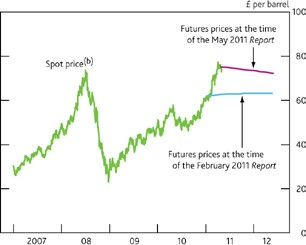 £ per barrel
100
Futures prices at the time
of the May 2011 Report
Spot price(b)
80
60
Futures prices at the time
of the February 2011 Report
40
20
0
2007 08 09 10 11 12